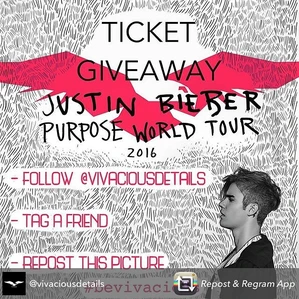 TICKET
GIVEAWAY
JUSTIN BIEBER
PURPOSE WORLD TOUR
2016
- FOLLOW @VIVACIOUSDETAILS
- TAG A FRIEND
- REPOST THIS PICTURE
@vivaciousdetails
Repost & Regram App